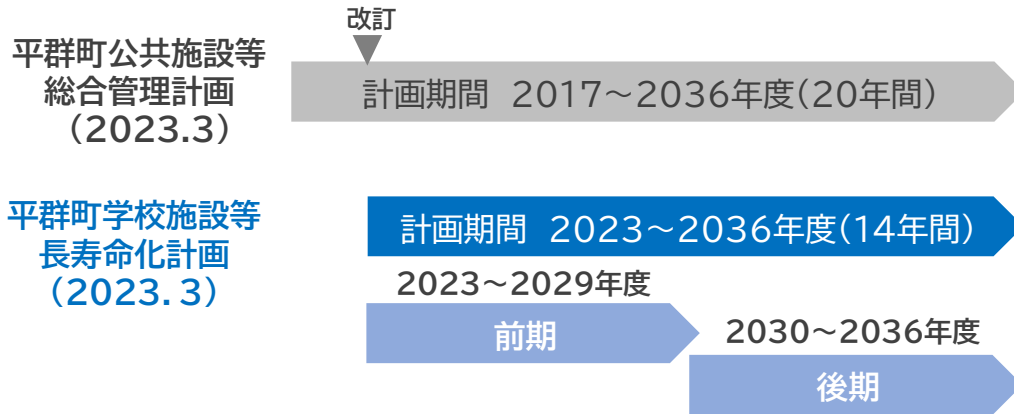 改訂
平群町公共施設等
総合管理計画
（2023.3）
計画期間 2017～2036年度(20年間)
平群町学校施設等
長寿命化計画
（2023.3）
計画期間 2023～2036年度(14年間)
2023～2029年度
前期
2030～2036年度
後期